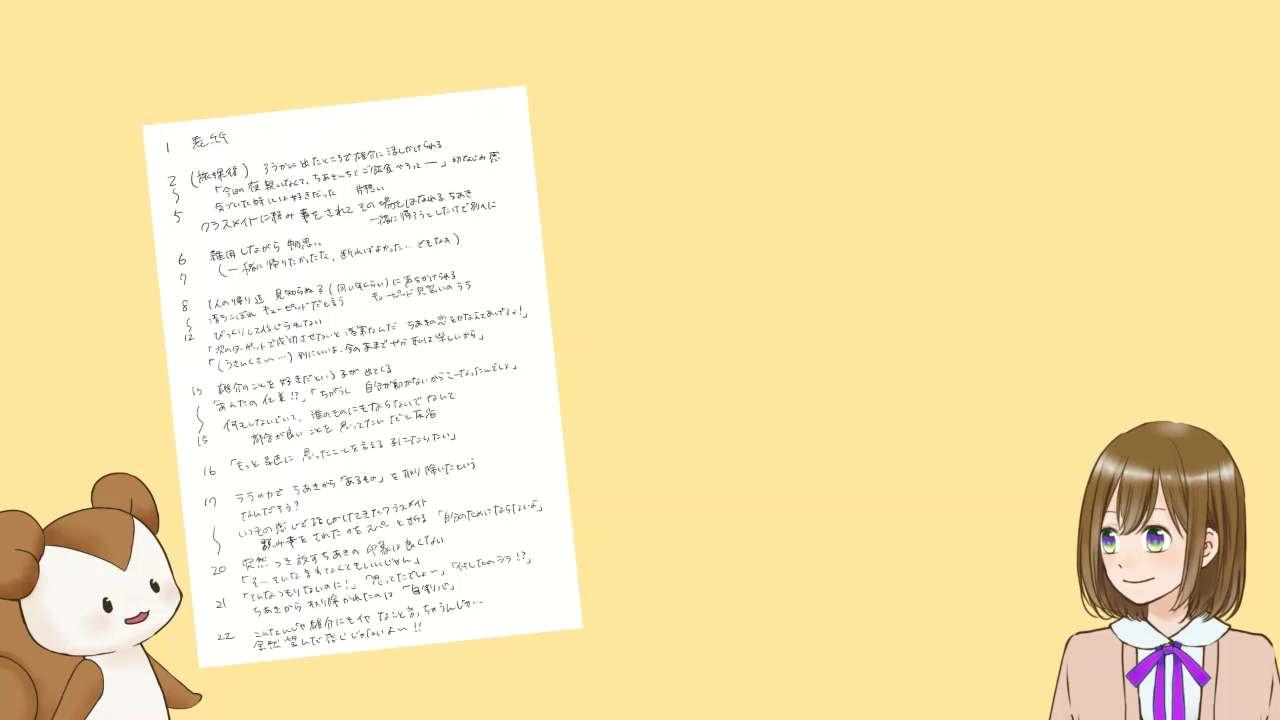 1 表紙
2 (放課後) ろうかに出たところで雄介に話しかけられる
〜 「今日の夜親いなくて、ちあきんちでご飯食べろって ー」 幼なじみ
気づいた時には好きだった 片想い
5 クラスメイトに頼み事をされてその場をはなれるちあき
一緒に帰ろうとしたけど別々に
6 雑用しながら物思い
7 (一緒に帰りたかったな、断ればよかった… でもなぁ)
8 1人の帰り道 見知らぬ子(同い年くらい)に声をかけられる
〜 落ちこぼれキューピッドだと言う キューピッド見習いのララ
12 びっくりして信じられない
「次のターゲットで成功させないと落第なんだ ちあきの恋をかなえてあげるよ!」
「(うさんくさい〜…) 別にいいよ、今のままで 楽しいから」
13 雄介のことを好きだという子が出てくる
〜 「あんたの仕業!?」「ちがうし 自分が動かないからこーなったんでしょ」
何もしないでいて、誰のものにもならないでなんて
15 都合が良いことを思ってたんだと反省
16 「もっと素直に思ったことを言える子になりたい」
17 ララの力でちあきから「あるもの」を取り除いたという
なんだろう?
〜 いつもの感じで話しかけてきたクラスメイト
頼み事をされたのをスパーと断る 「自分のためにならないよ」
20 突然つき放すちあきの印象は良くない
「そ…そんな言い方しなくてもいいじゃん」
21 「そんなつもりないのに!」「思ってたでしょ〜」「何したのララ!?」
ちあきから取り除かれたのは「自制心」
22 こんなんじゃ雄介にもイヤなこと言っちゃうんじゃ…
全然望んだ感じじゃないよ〜!!